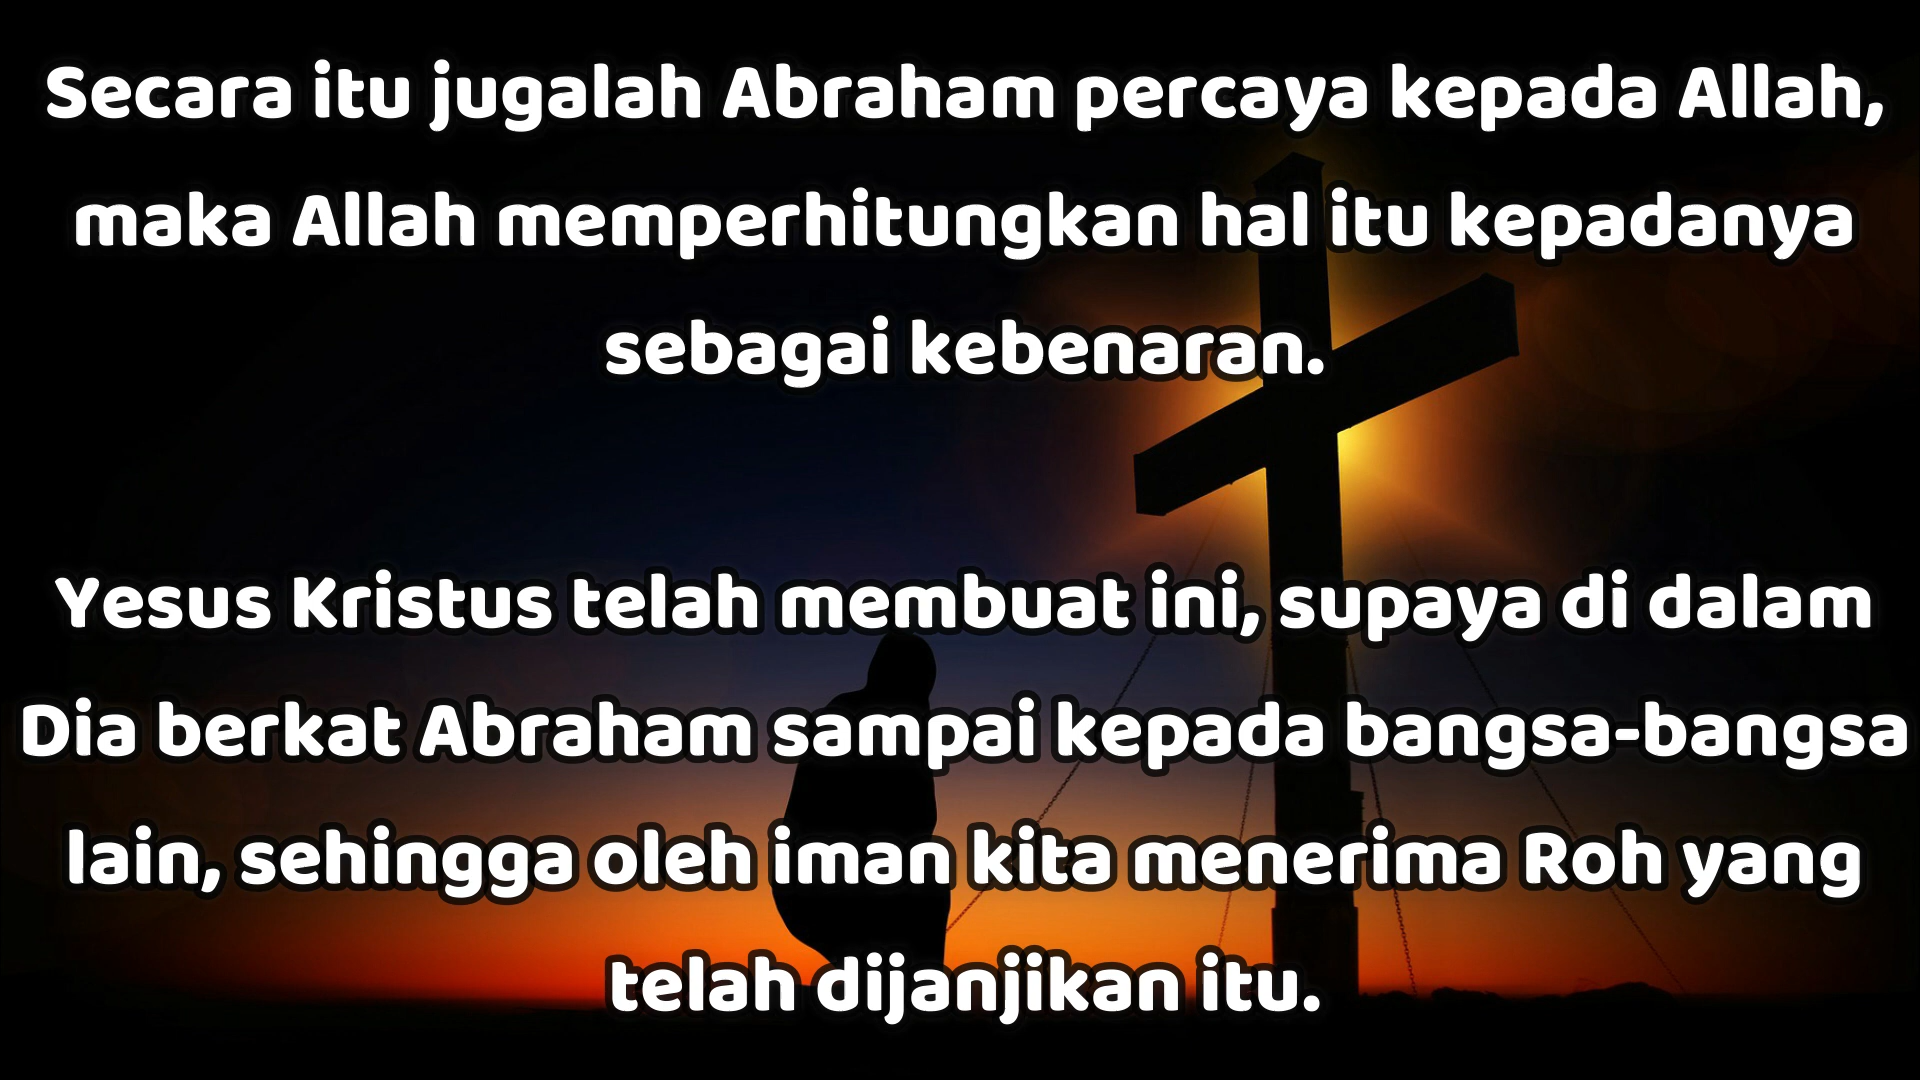 Secara itu jugalah Abraham percaya kepada Allah,
maka Allah memperhitungkan hal itu kepadanya
sebagai kebenaran.
Yesus Kristus telah membuat ini, supaya di dalam
Dia berkat Abraham sampai kepada bangsa-bangsa
lain, sehingga oleh iman kita menerima Roh yang
telah dijanjikan itu.